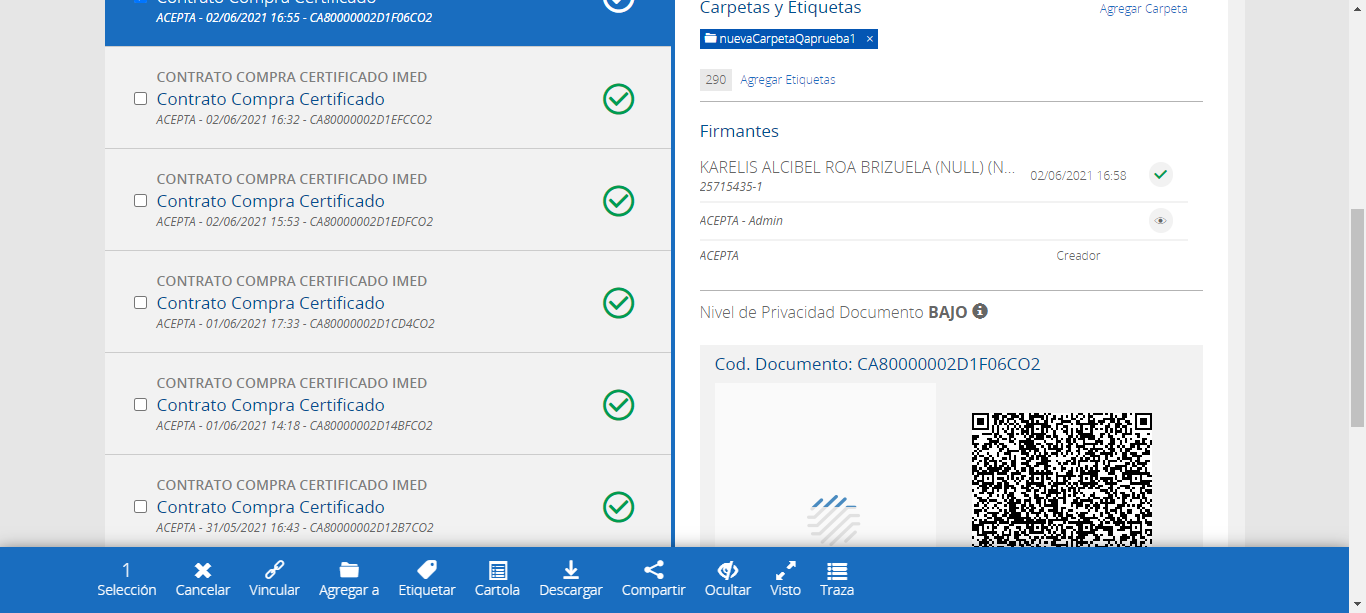 Contrato Compra Certificado
ACEPTA - 02/06/2021 16:55 - CA80000002D1F06CO2
CONTRATO COMPRA CERTIFICADO IMED
Contrato Compra Certificado
ACEPTA - 02/06/2021 16:32 - CA80000002D1EFCCO2
CONTRATO COMPRA CERTIFICADO IMED
Contrato Compra Certificado
ACEPTA - 02/06/2021 15:53 - CA80000002D1EDFCO2
CONTRATO COMPRA CERTIFICADO IMED
Contrato Compra Certificado
ACEPTA - 01/06/2021 17:33 - CA80000002D1CD4CO2
CONTRATO COMPRA CERTIFICADO IMED
Contrato Compra Certificado
ACEPTA - 01/06/2021 14:18 - CA80000002D14BFCO2
CONTRATO COMPRA CERTIFICADO IMED
Contrato Compra Certificado
ACEPTA - 31/05/2021 16:43 - CA80000002D12B7CO2
Carpetas y Etiquetas Agregar Carpeta
nuevaCarpetaQaprueba1 ×
290 Agregar Etiquetas
Firmantes
KARELIS ALCIBEL ROA BRIZUELA (NULL) (N... 02/06/2021 16:58
25715435-1
ACEPTA - Admin
ACEPTA Creador
Nivel de Privacidad Documento BAJO
Cod. Documento: CA80000002D1F06CO2
1
Selección Cancelar Vincular Agregar a Etiquetar Cartola Descargar Compartir Ocultar Visto Traza